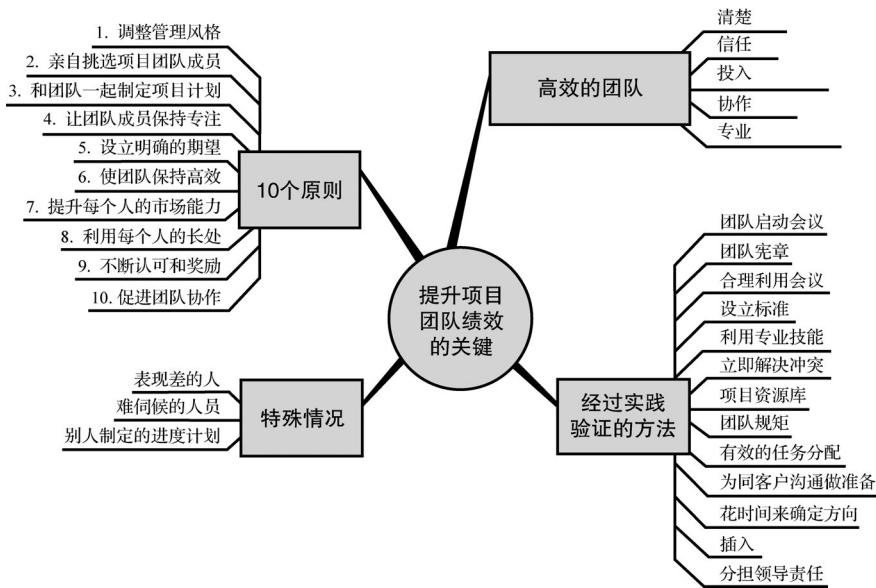 1. 调整管理风格
2. 亲自挑选项目团队成员
3. 和团队一起制定项目计划
4. 让团队成员保持专注
5. 设立明确的期望
6. 使团队保持高效
7. 提升每个人的市场能力
8. 利用每个人的长处
9. 不断认可和奖励
10. 促进团队协作
10个原则
清楚
信任
投入
协作
专业
高效的团队
提升项目
团队绩效
的关键
表现差的人
难伺候的人员
别人制定的进度计划
特殊情况
经过实践
验证的方法
团队启动会议
团队宪章
合理利用会议
设立标准
利用专业技能
立即解决冲突
项目资源库
团队规矩
有效的任务分配
为同客户沟通做准备
花时间来确定方向
插入
分担领导责任